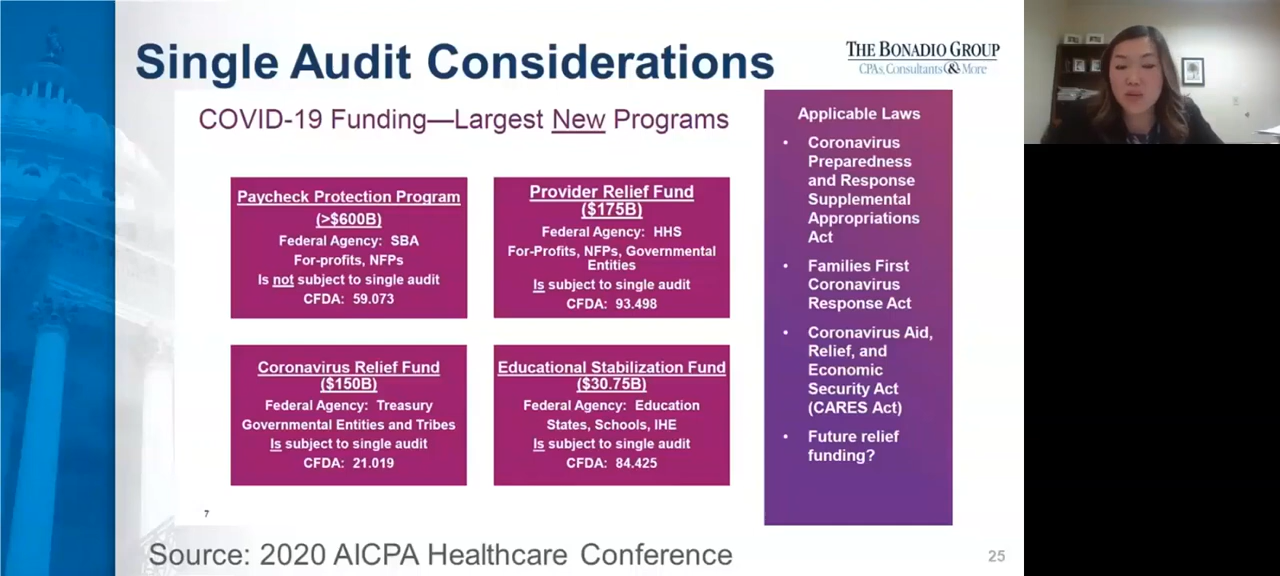 Single Audit Considerations
THE BONADIO GROUP
CPAs, Consultants & More
COVID-19 Funding—Largest New Programs
Paycheck Protection Program
(>$600B)
Federal Agency: SBA
For-profits, NFPs
Is not subject to single audit
CFDA: 59.073
Provider Relief Fund
($175B)
Federal Agency: HHS
For-Profits, NFPs, Governmental
Entities
Is subject to single audit
CFDA: 93.498
Coronavirus Relief Fund
($150B)
Federal Agency: Treasury
Governmental Entities and Tribes
Is subject to single audit
CFDA: 21.019
Educational Stabilization Fund
($30.75B)
Federal Agency: Education
States, Schools, IHE
Is subject to single audit
CFDA: 84.425
Applicable Laws
• Coronavirus
Preparedness
and Response
Supplemental
Appropriations
Act
• Families First
Coronavirus
Response Act
• Coronavirus Aid,
Relief, and
Economic
Security Act
(CARES Act)
• Future relief
funding?
7
Source: 2020 AICPA Healthcare Conference
25